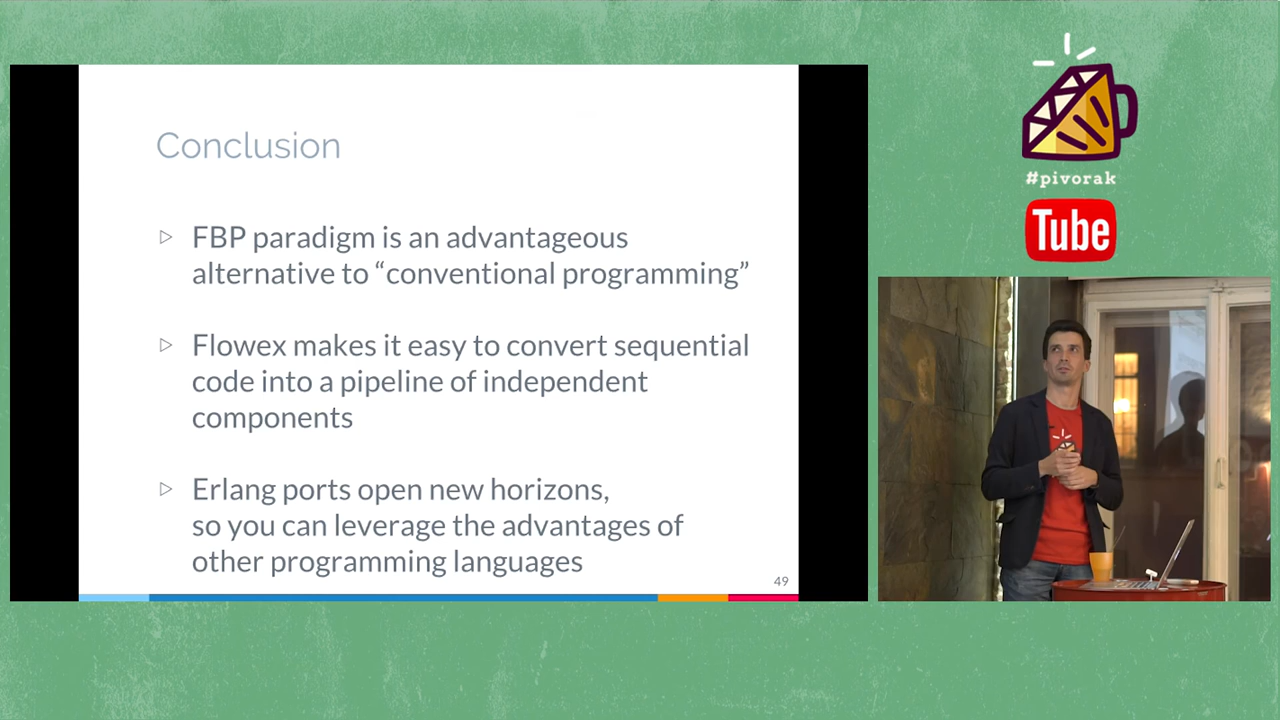 Conclusion
FBP paradigm is an advantageous
alternative to “conventional programming”
Flowex makes it easy to convert sequential
code into a pipeline of independent
components
Erlang ports open new horizons,
so you can leverage the advantages of
other programming languages
49
#pivorak
Tube